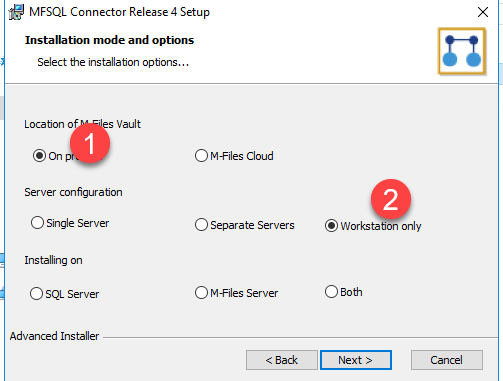 MFSQL Connector Release 4 Setup
Installation mode and options
Select the installation options...
Location of M-Files Vault
1
On M-Files Cloud
Server configuration
2
Single Server Separate Servers Workstation only
Installing on
SQL Server M-Files Server Both
Advanced Installer
< Back Next > Cancel